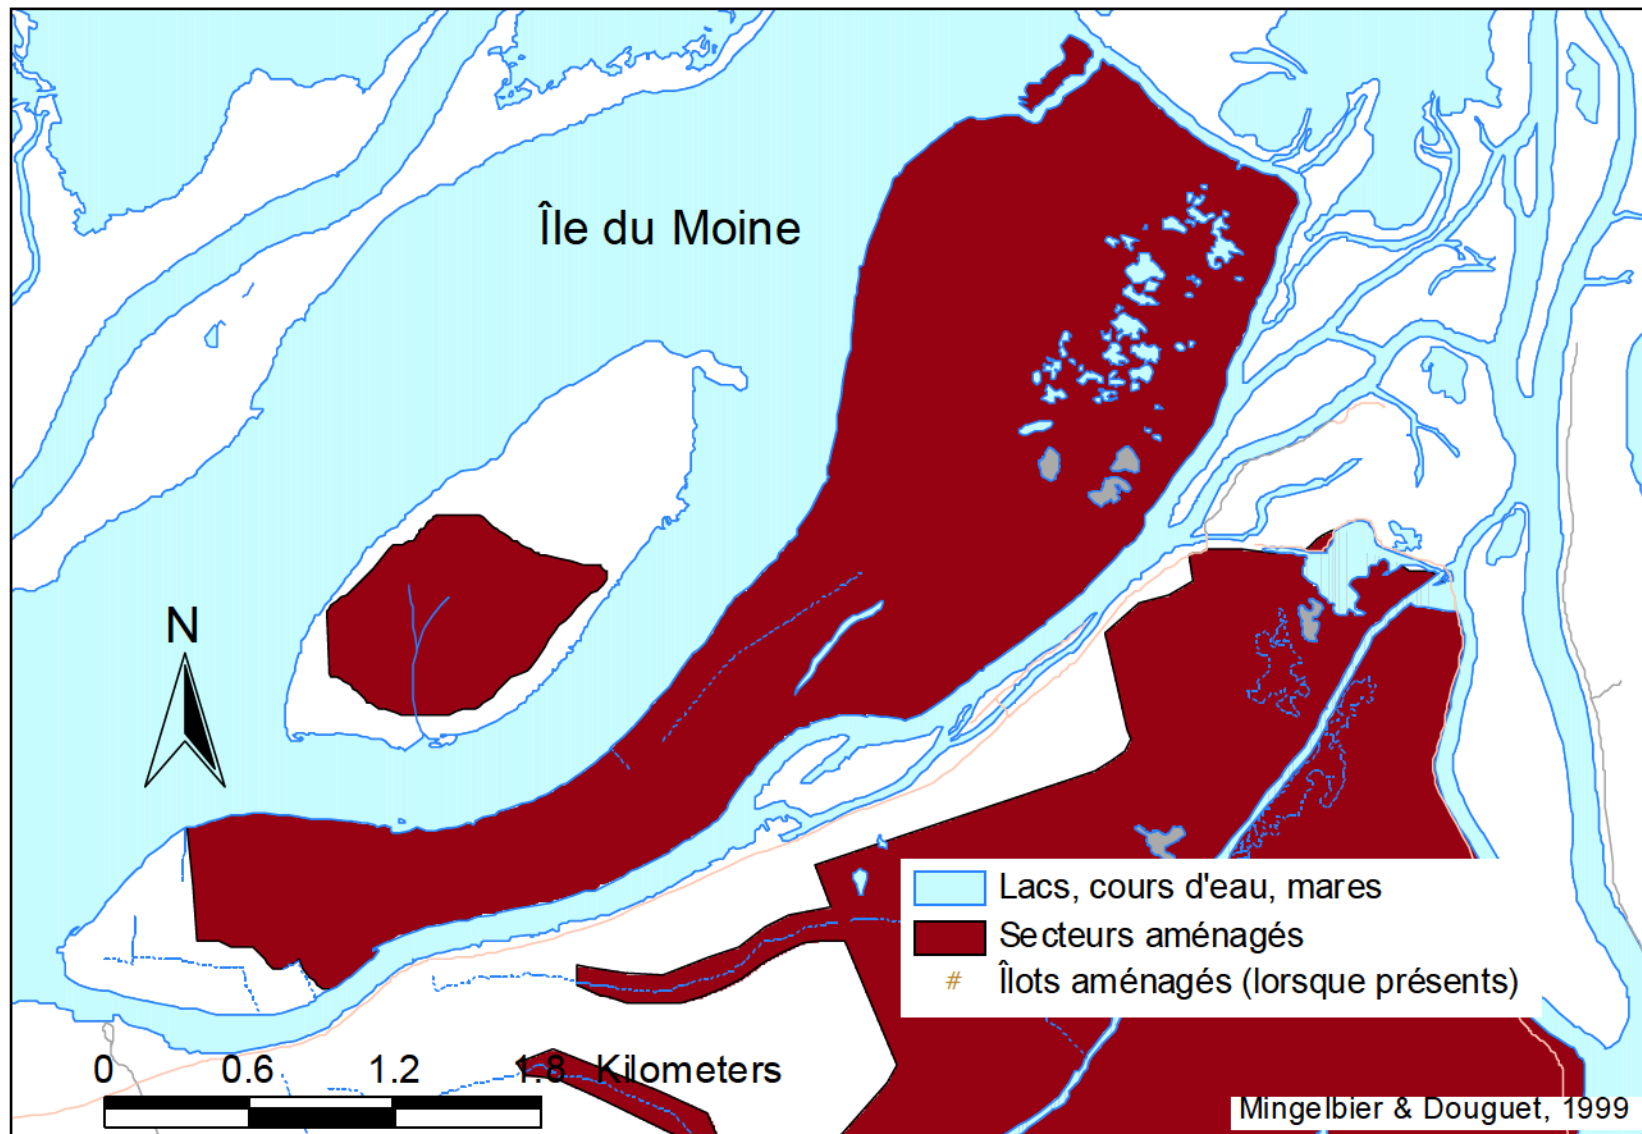 Île du Moine
N
Lacs, cours d'eau, mares
Secteurs aménagés
# Îlots aménagés (lorsque présents)
0 0.6 1.2 1.8 Kilometers
Mingelbier & Douguet, 1999